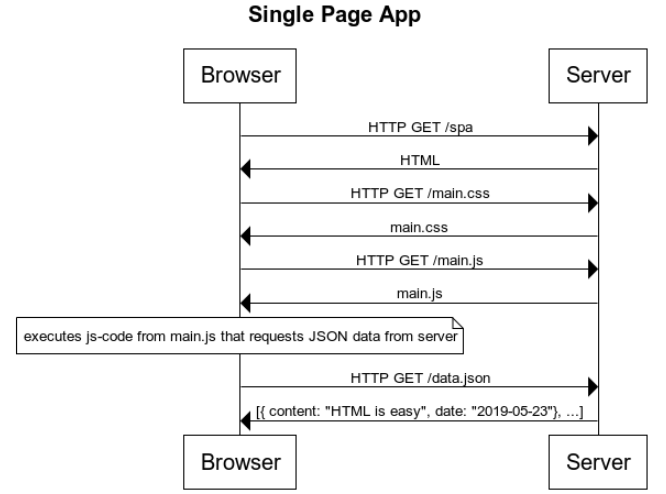 Single Page App
Browser Server
HTTP GET /spa
HTML
HTTP GET /main.css
main.css
HTTP GET /main.js
main.js
executes js-code from main.js that requests JSON data from server
HTTP GET /data.json
[{ content: "HTML is easy", date: "2019-05-23"}, ...]
Browser Server